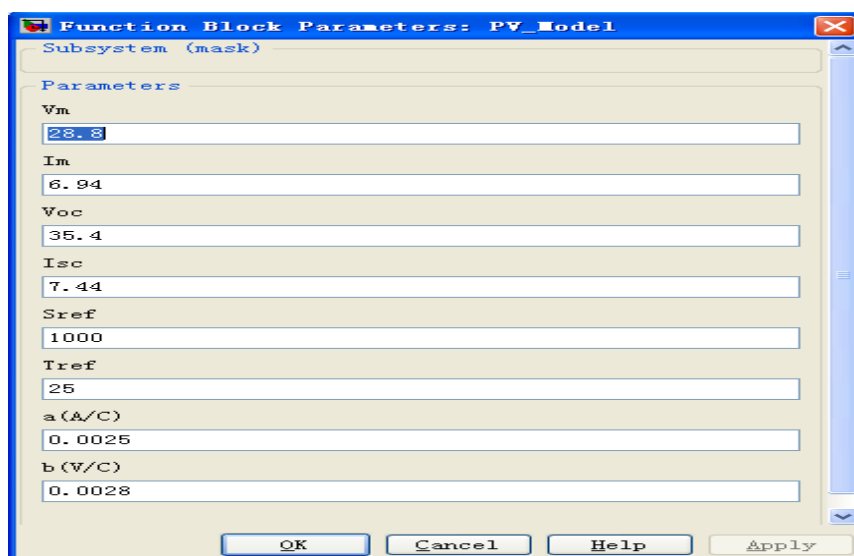 Function Block Parameters: PV_Model
Subsystem (mask)
Parameters
Vm
28.8
Im
6.94
Voc
35.4
Isc
7.44
Sref
1000
Tref
25
a(A/C)
0.0025
b(V/C)
0.0028
OK Cancel Help Apply